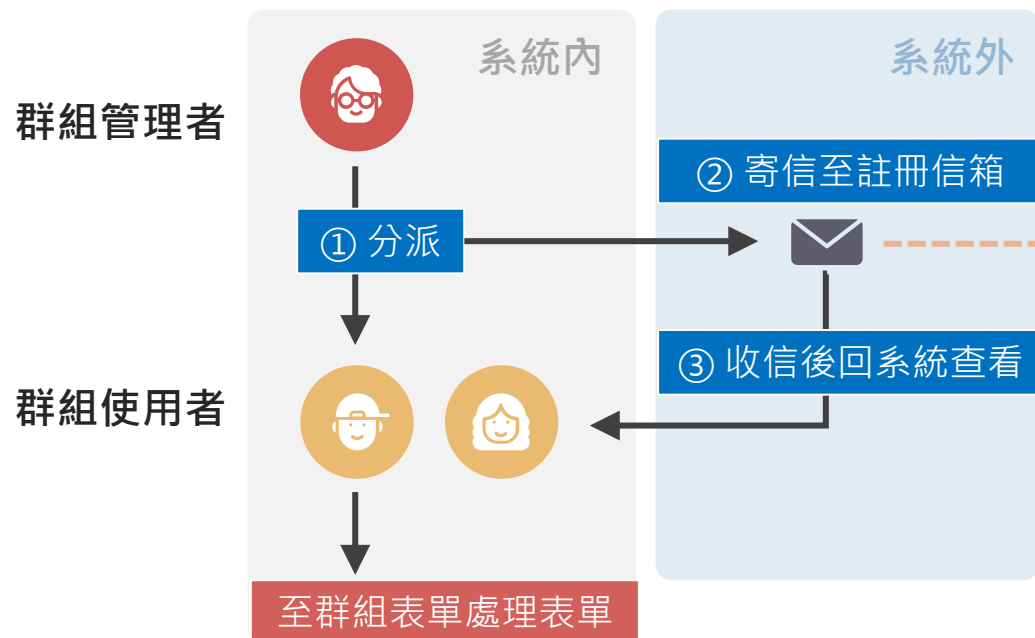 系統內
系統外
群組管理者
② 寄信至註冊信箱
① 分派
③ 收信後回系統查看
群組使用者
至群組表單處理表單